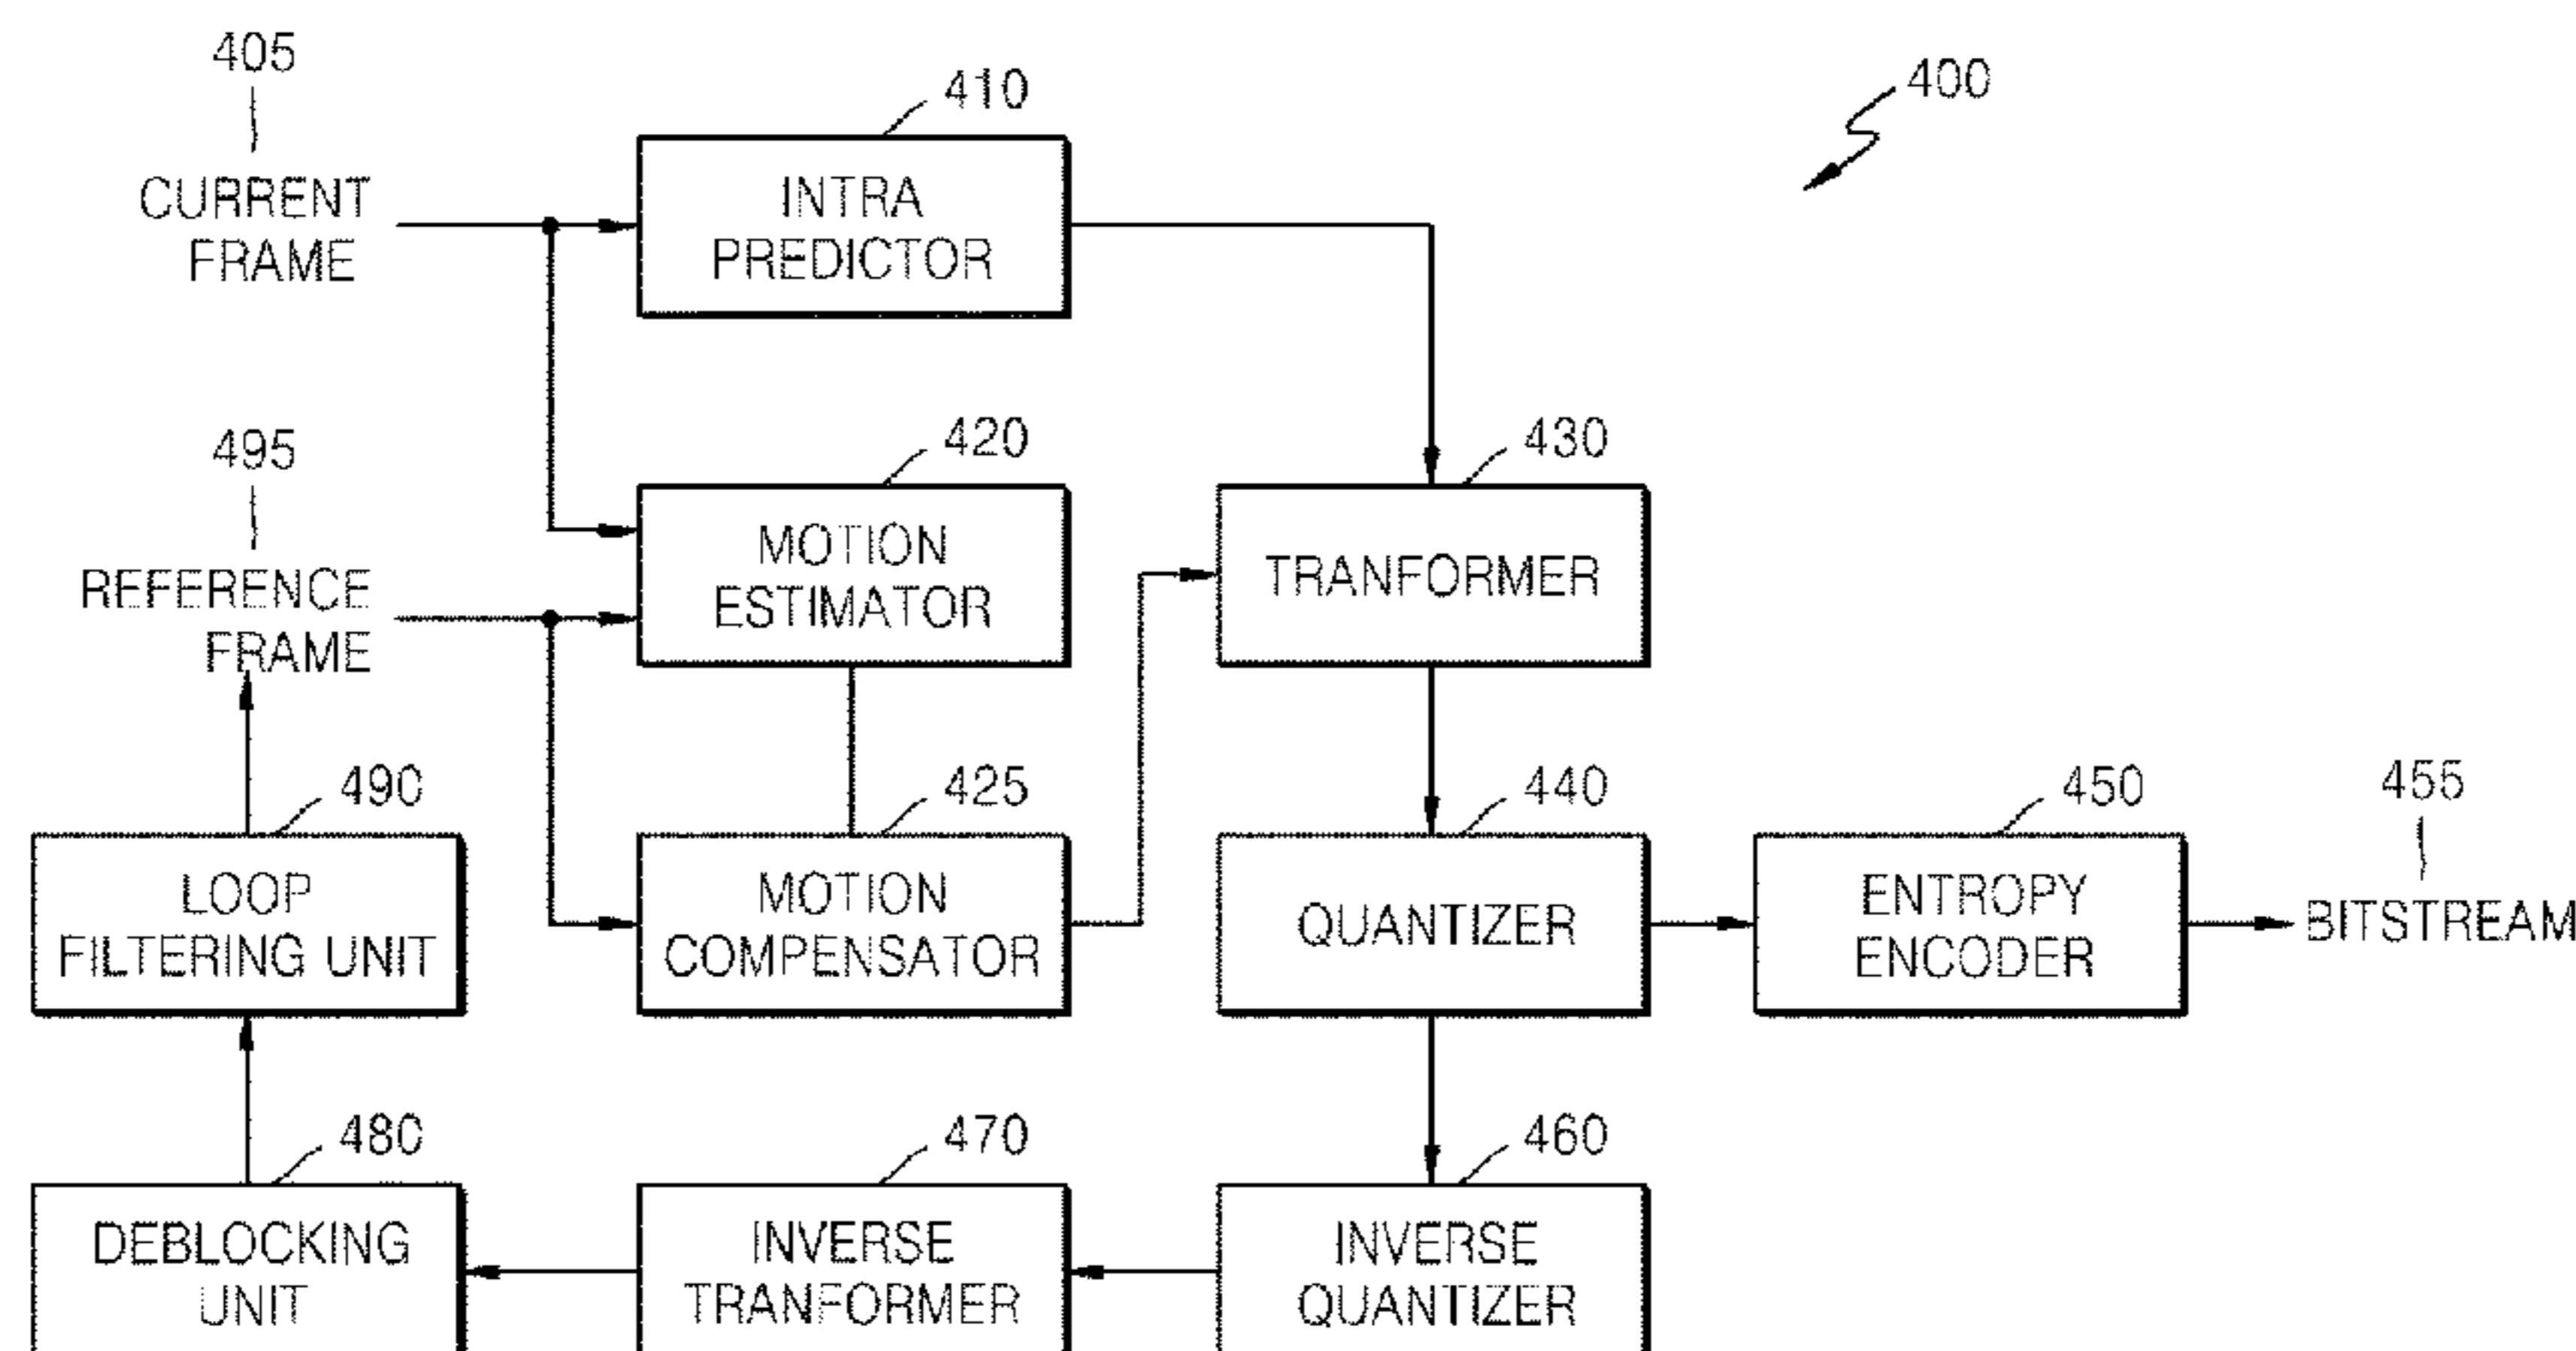 405
CURRENT
FRAME
410
INTRA
PREDICTOR
400
495
REFERENCE
FRAME
420
MOTION
ESTIMATOR
430
TRANFORMER
490
LOOP
FILTERING UNIT
425
MOTION
COMPENSATOR
440
QUANTIZER
450
ENTROPY
ENCODER
455
BITSTREAM
480
DEBLOCKING
UNIT
470
INVERSE
TRANFORMER
460
INVERSE
QUANTIZER